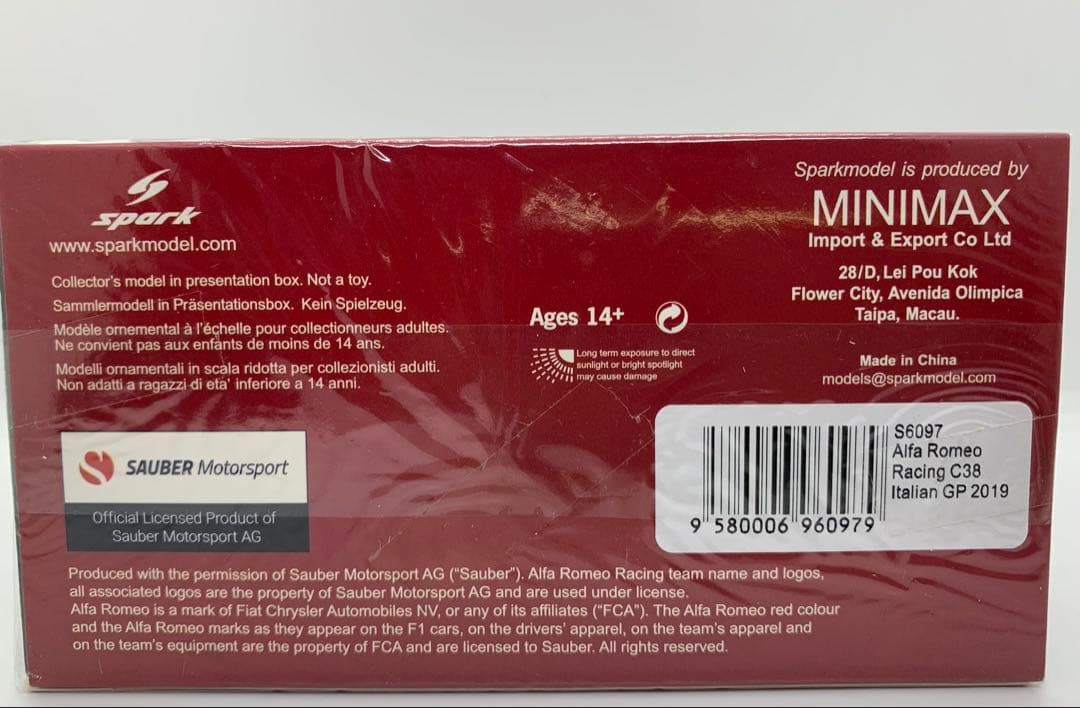 spark
www.sparkmodel.com
Collector's model in presentation box. Not a toy.
Sammlermodell in Präsentationsbox. Kein Spielzeug.
Modèle ornemental à l'échelle pour collectionneurs adultes.
Ne convient pas aux enfants de moins de 14 ans.
Modelli ornamentali in scala ridotta per collezionisti adulti.
Non adatti a ragazzi di eta' inferiore a 14 anni.
Ages 14+
Long term exposure to direct
sunlight or bright spotlight
may cause damage
Sparkmodel is produced by
MINIMAX
Import & Export Co Ltd
28/D, Lei Pou Kok
Flower City, Avenida Olimpica
Taipa, Macau.
Made in China
models@sparkmodel.com
SAUBER Motorsport
Official Licensed Product of
Sauber Motorsport AG
S6097
Alfa Romeo
Racing C38
Italian GP 2019
9 580006 960979
Produced with the permission of Sauber Motorsport AG ("Sauber"). Alfa Romeo Racing team name and logos,
all associated logos are the property of Sauber Motorsport AG and are used under license.
Alfa Romeo is a mark of Fiat Chrysler Automobiles NV, or any of its affiliates ("FCA"). The Alfa Romeo red colour
and the Alfa Romeo marks as they appear on the F1 cars, on the drivers' apparel, on the team's apparel and
on the team's equipment are the property of FCA and are licensed to Sauber. All rights reserved.